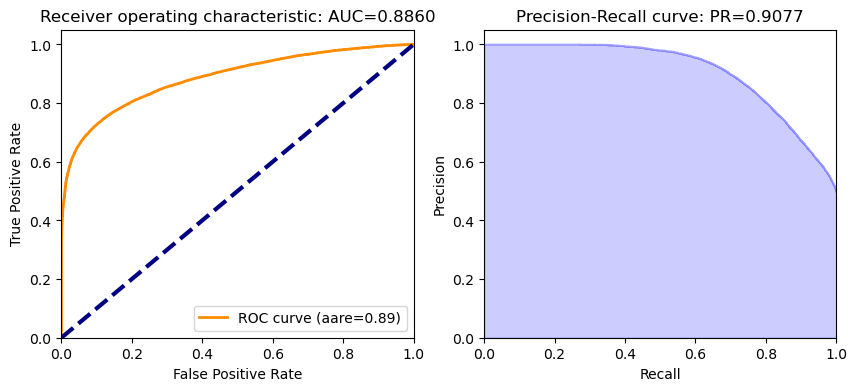 Receiver operating characteristic: AUC=0.8860
1.0
0.8
0.6
0.4
0.2
0.0
True Positive Rate
ROC curve (aare=0.89)
0.0 0.2 0.4 0.6 0.8 1.0
False Positive Rate
Precision-Recall curve: PR=0.9077
1.0
0.8
0.6
0.4
0.2
0.0
Precision
0.0 0.2 0.4 0.6 0.8 1.0
Recall